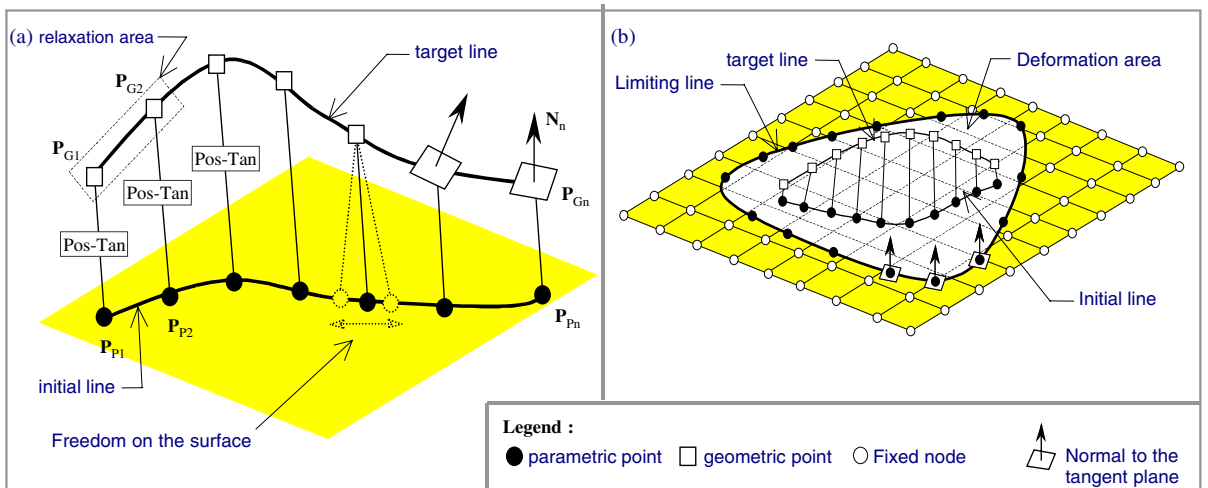 (a)
relaxation area
target line
P_G2
P_G1
N_n
Pos-Tan
Pos-Tan
Pos-Tan
P_Gn
P_P1
P_P2
P_Pn
initial line
Freedom on the surface
(b)
target line
Deformation area
Limiting line
Initial line
Legend :
parametric point
geometric point
Fixed node
Normal to the
tangent plane